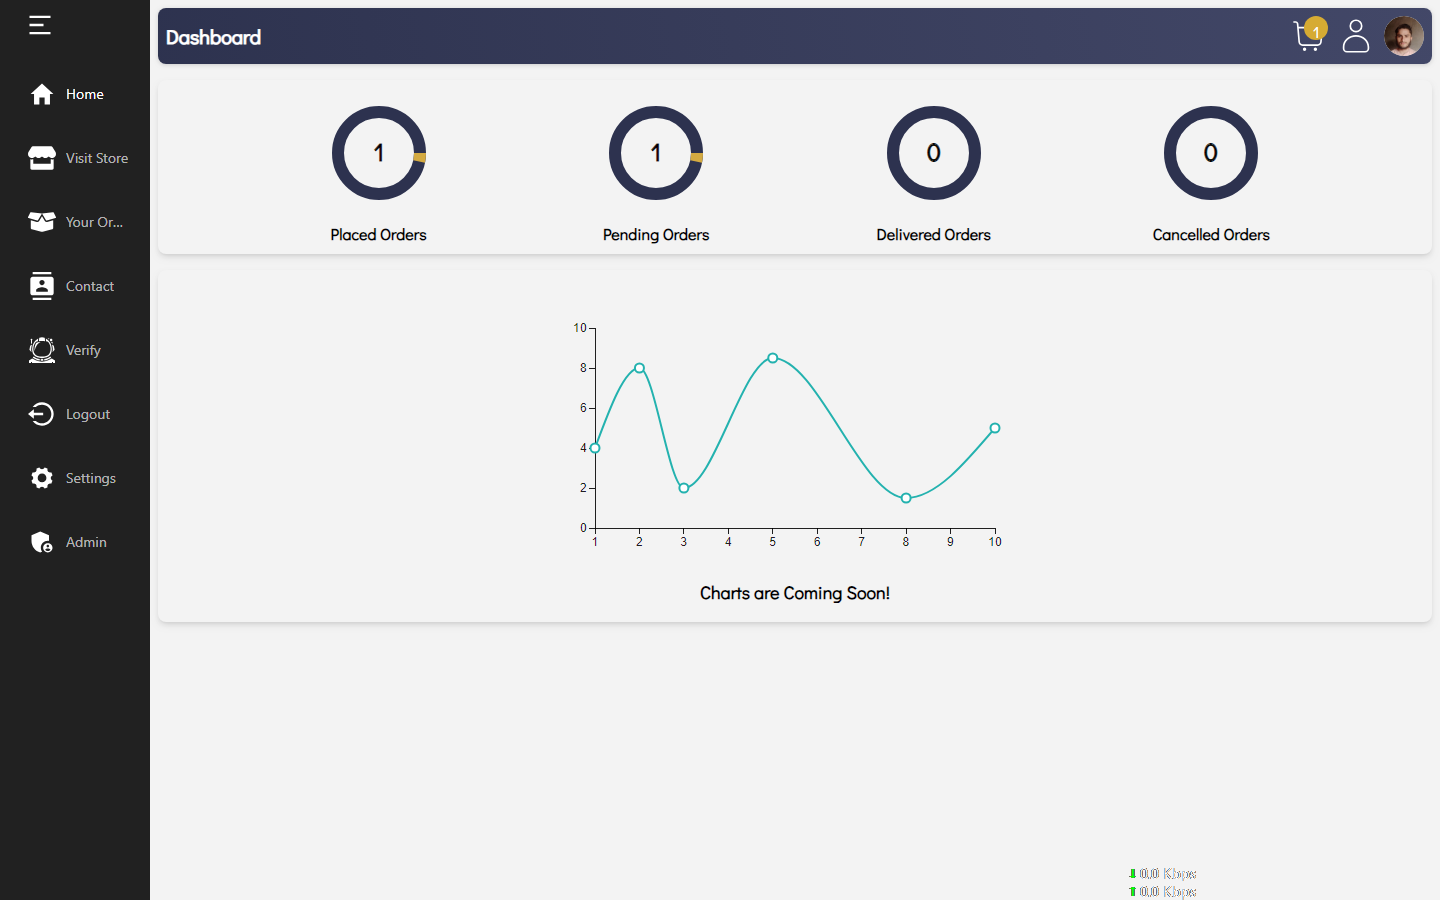 Dashboard
1
Home
Visit Store
Your Or...
Contact
Verify
Logout
Settings
Admin
1
1
0
0
Placed Orders
Pending Orders
Delivered Orders
Cancelled Orders
10
8
6
4
2
0
1 2 3 4 5 6 7 8 9 10
Charts are Coming Soon!
0.0 Kbps
0.0 Kbps